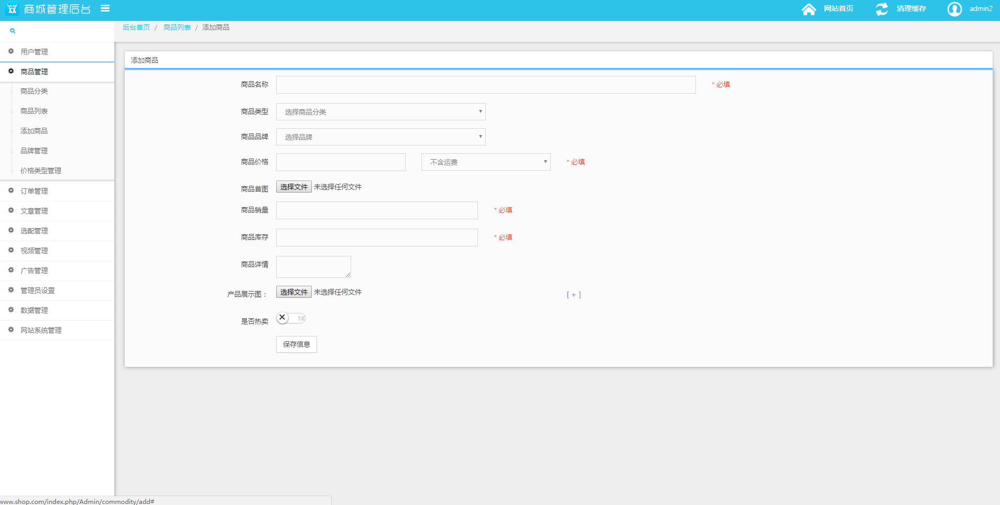 商城管理后台
网站首页
清理缓存
admin2
后台首页 / 商品列表 / 添加商品
用户管理
商品管理
商品分类
商品列表
添加商品
品牌管理
价格类型管理
订单管理
文章管理
选配管理
视频管理
广告管理
管理员设置
数据管理
网站系统管理
添加商品
商品名称 * 必填
商品类型 选择商品分类
商品品牌 选择品牌
商品价格 不含运费 * 必填
商品首图 选择文件 未选择任何文件
商品销量 * 必填
商品库存 * 必填
商品详情
产品展示图： 选择文件 未选择任何文件 [ + ]
是否热卖
保存信息
www.shop.com/index.php/Admin/commodity/add#